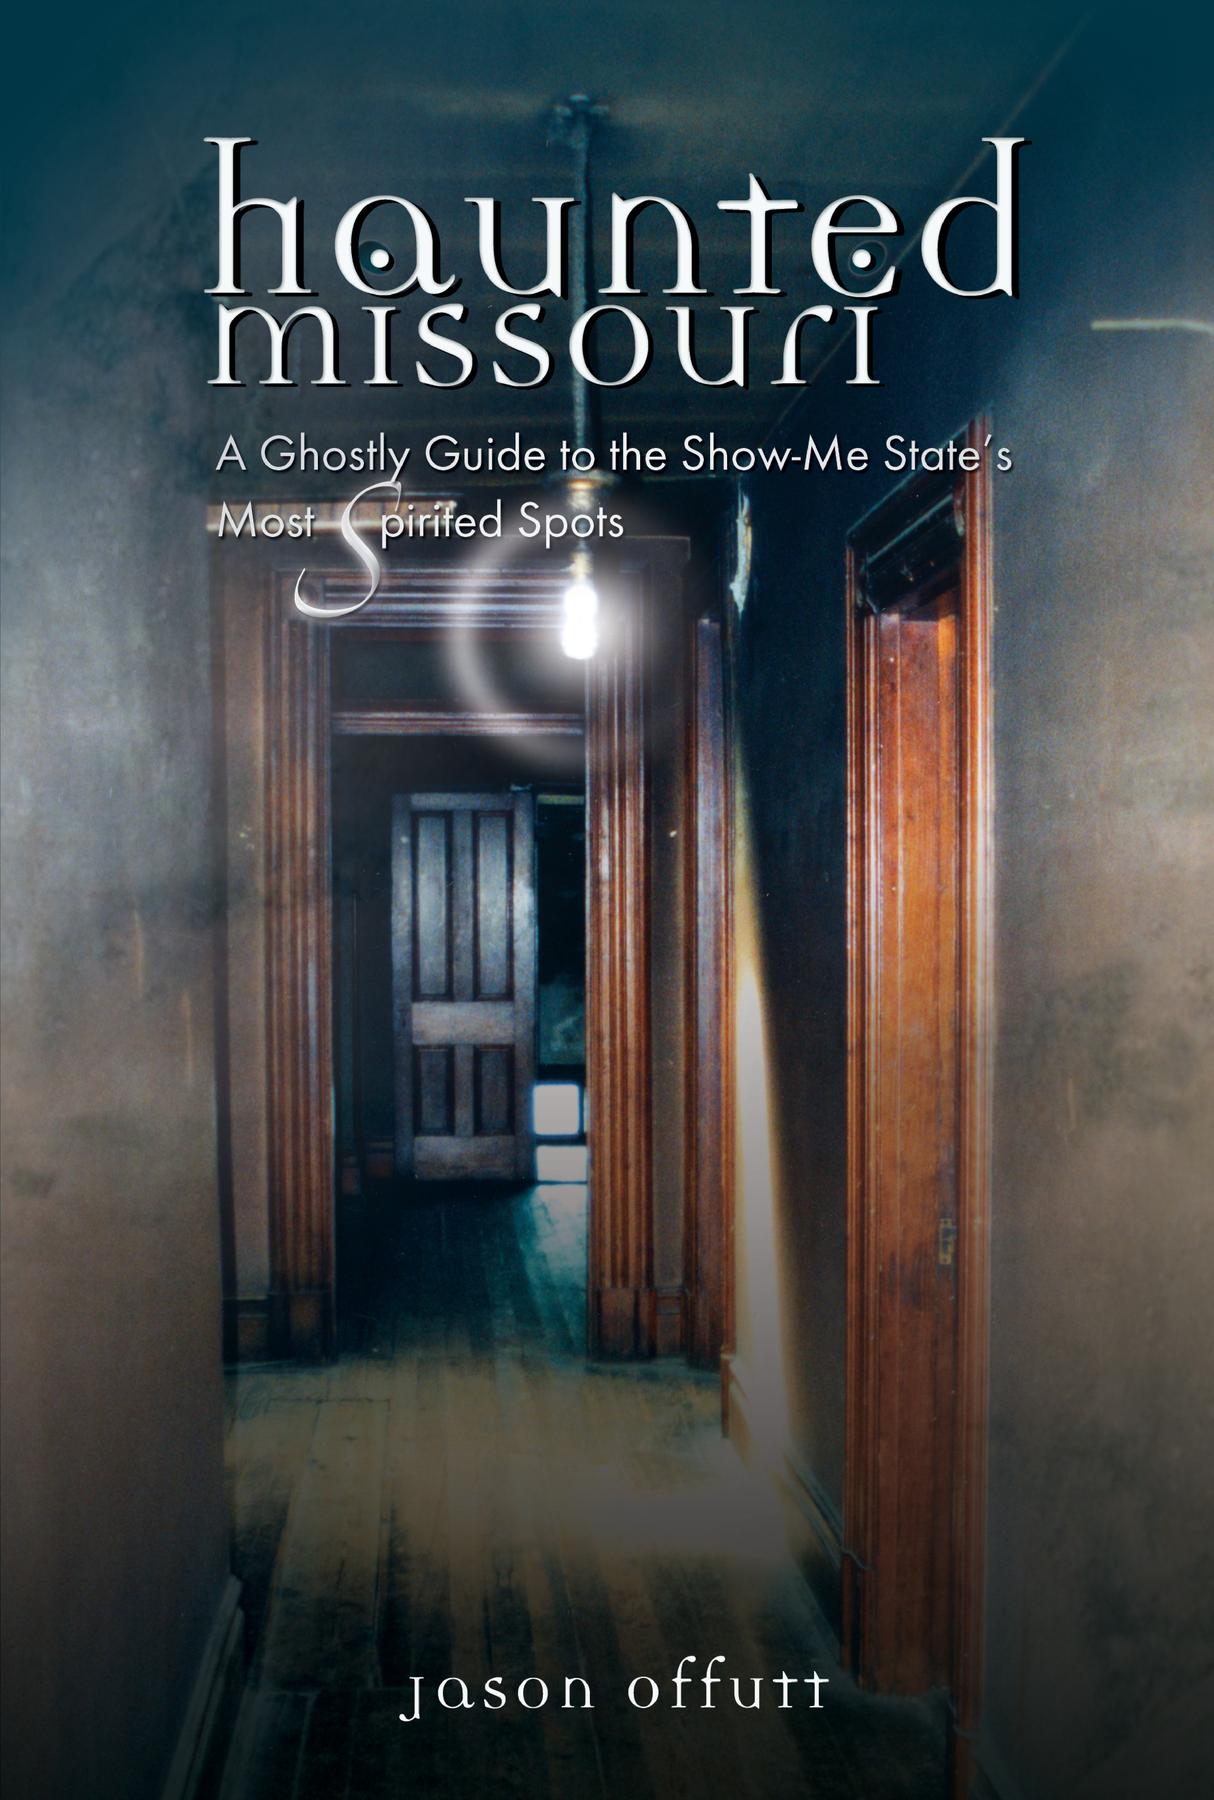 haunted
missouri
A Ghostly Guide to the Show-Me State's
Most Spirited Spots
jason offutt